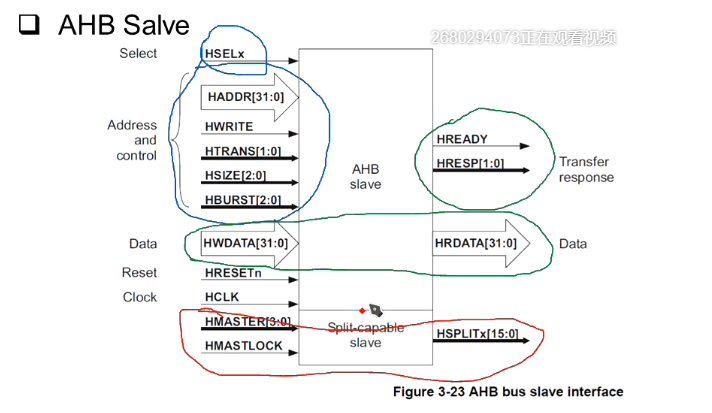 ❑ AHB Salve
2680294073正在观看视频
Select
HSELx
HADDR[31:0]
Address
and
control
HWRITE
HTRANS[1:0]
HSIZE[2:0]
HBURST[2:0]
AHB
slave
HREADY
HRESP[1:0]
Transfer
response
Data
HWDATA[31:0]
HRDATA[31:0]
Data
Reset
HRESETn
Clock
HCLK
HMASTER[3:0]
HMASTLOCK
Split-capable
slave
HSPLITx[15:0]
Figure 3-23 AHB bus slave interface